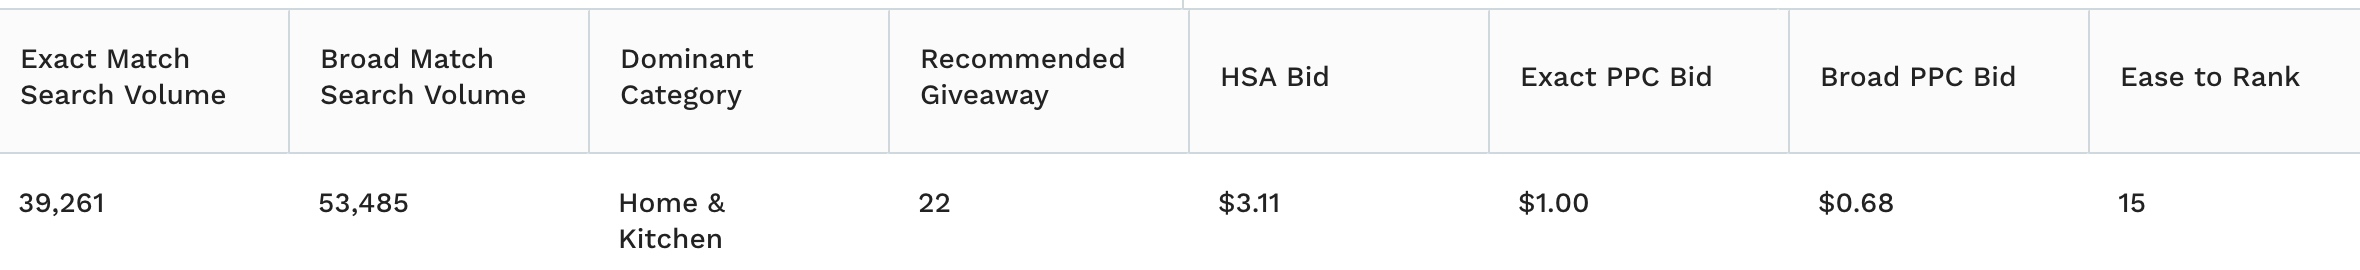 Exact Match
Search Volume
Broad Match
Search Volume
Dominant
Category
Recommended
Giveaway
HSA Bid
Exact PPC Bid
Broad PPC Bid
Ease to Rank
39,261
53,485
Home &
Kitchen
22
$3.11
$1.00
$0.68
15